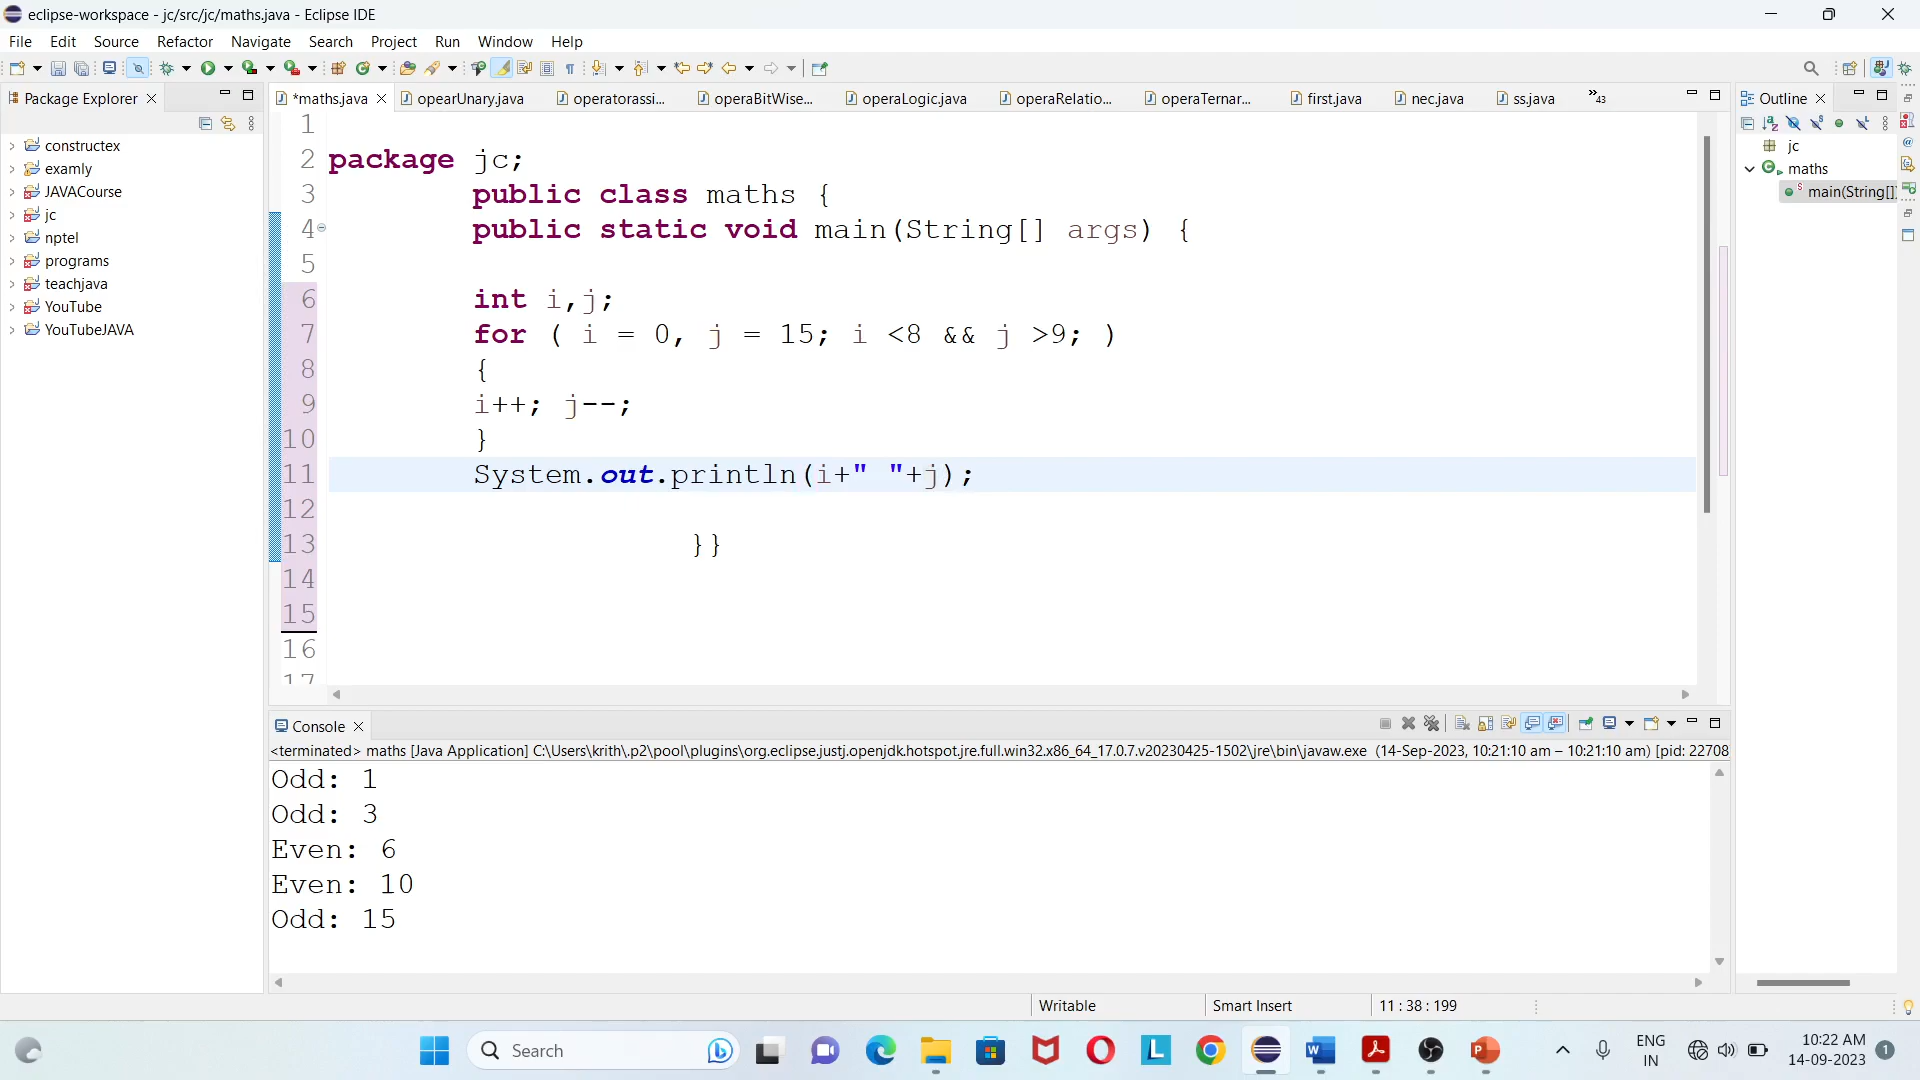 eclipse-workspace - jc/src/jc/maths.java - Eclipse IDE
File Edit Source Refactor Navigate Search Project Run Window Help
Package Explorer
*maths.java opearUnary.java operatorassi... operaBitWise... operaLogic.java operaRelatio... operaTernar... first.java nec.java ss.java »43
Outline
constructex
examly
JAVACourse
jc
nptel
programs
teachjava
YouTube
YouTubeJAVA
1
2 package jc;
3 public class maths {
4 public static void main(String[] args) {
5
6 int i,j;
7 for ( i = 0, j = 15; i <8 && j >9; )
8 {
9 i++; j--;
10 }
11 System.out.println(i+" "+j);
12
13 }}
14
15
16
17
jc
maths
main(String[])
Console
<terminated> maths [Java Application] C:\Users\krith\.p2\pool\plugins\org.eclipse.justj.openjdk.hotspot.jre.full.win32.x86_64_17.0.7.v20230425-1502\jre\bin\javaw.exe (14-Sep-2023, 10:21:10 am – 10:21:10 am) [pid: 22708
Odd: 1
Odd: 3
Even: 6
Even: 10
Odd: 15
Writable Smart Insert 11 : 38 : 199
Search
ENG
IN
10:22 AM
14-09-2023
1